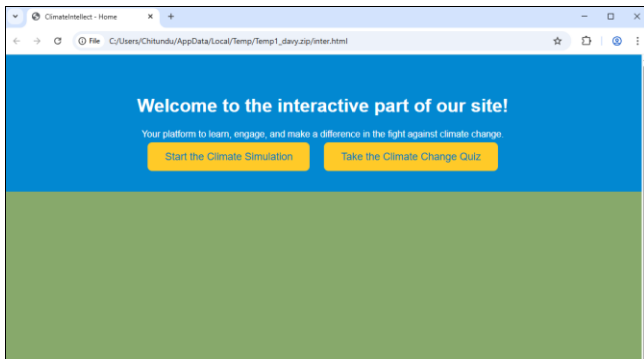 ClimateIntellect - Home
File C:/Users/Chitundu/AppData/Local/Temp/Temp1_davy.zip/inter.html
Welcome to the interactive part of our site!
Your platform to learn, engage, and make a difference in the fight against climate change.
Start the Climate Simulation Take the Climate Change Quiz